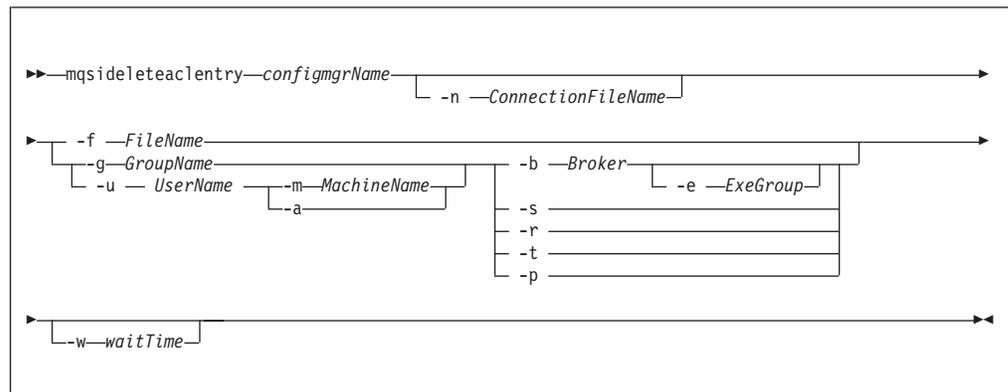 mqsideleteaclentry configmgrName
-n ConnectionFileName
-f FileName
-g GroupName -b Broker
-u UserName -m MachineName -e ExeGroup
-a -s
-r
-t
-p
-w waitTime